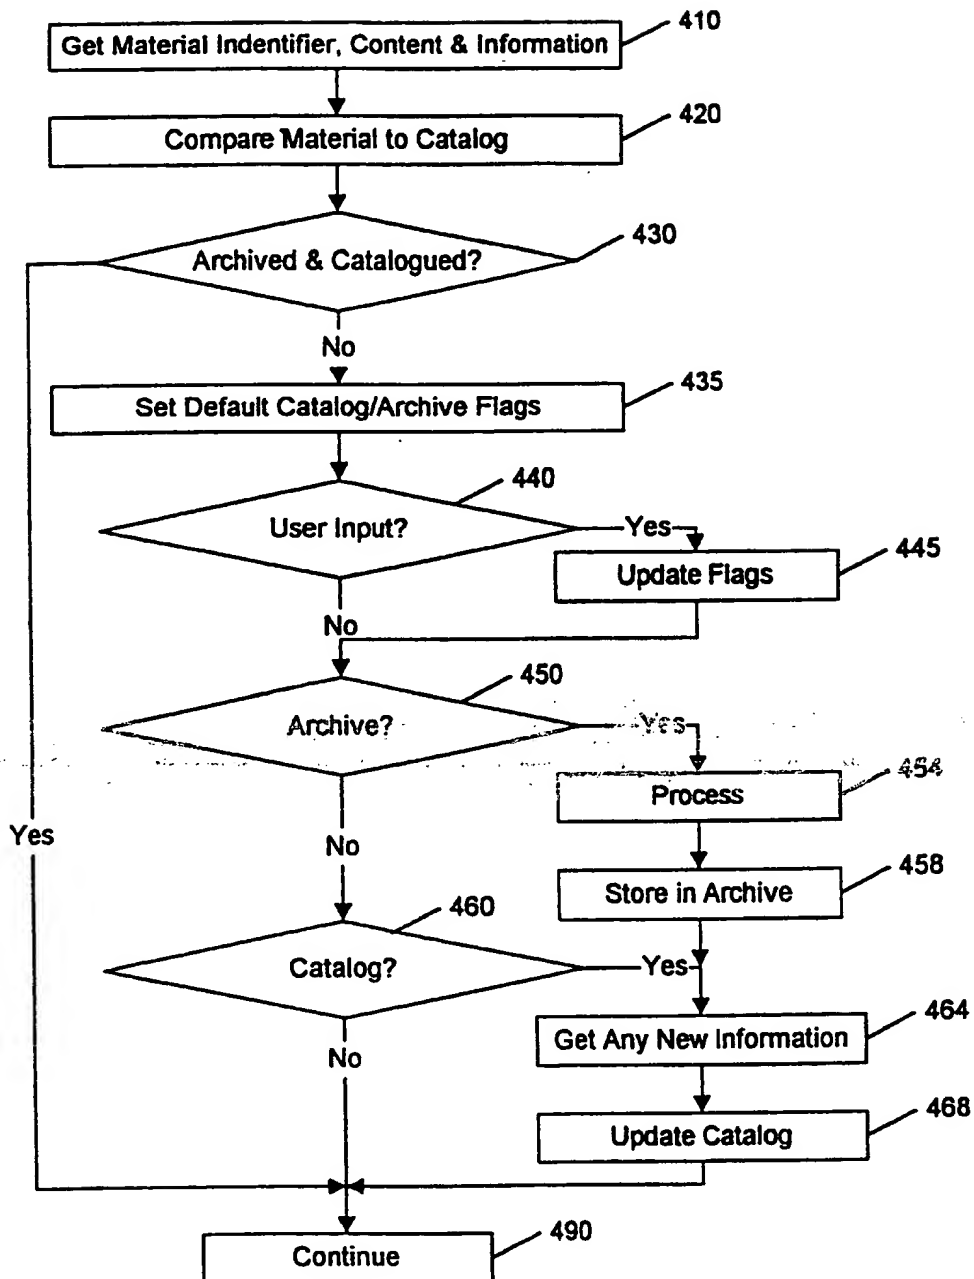 410
Get Material Indentifier, Content & Information
420
Compare Material to Catalog
430
Archived & Catalogued?
No
435
Set Default Catalog/Archive Flags
440
User Input?
Yes
445
Update Flags
No
450
Archive?
Yes
454
Process
Yes
No
458
Store in Archive
460
Catalog?
Yes
464
Get Any New Information
No
468
Update Catalog
490
Continue